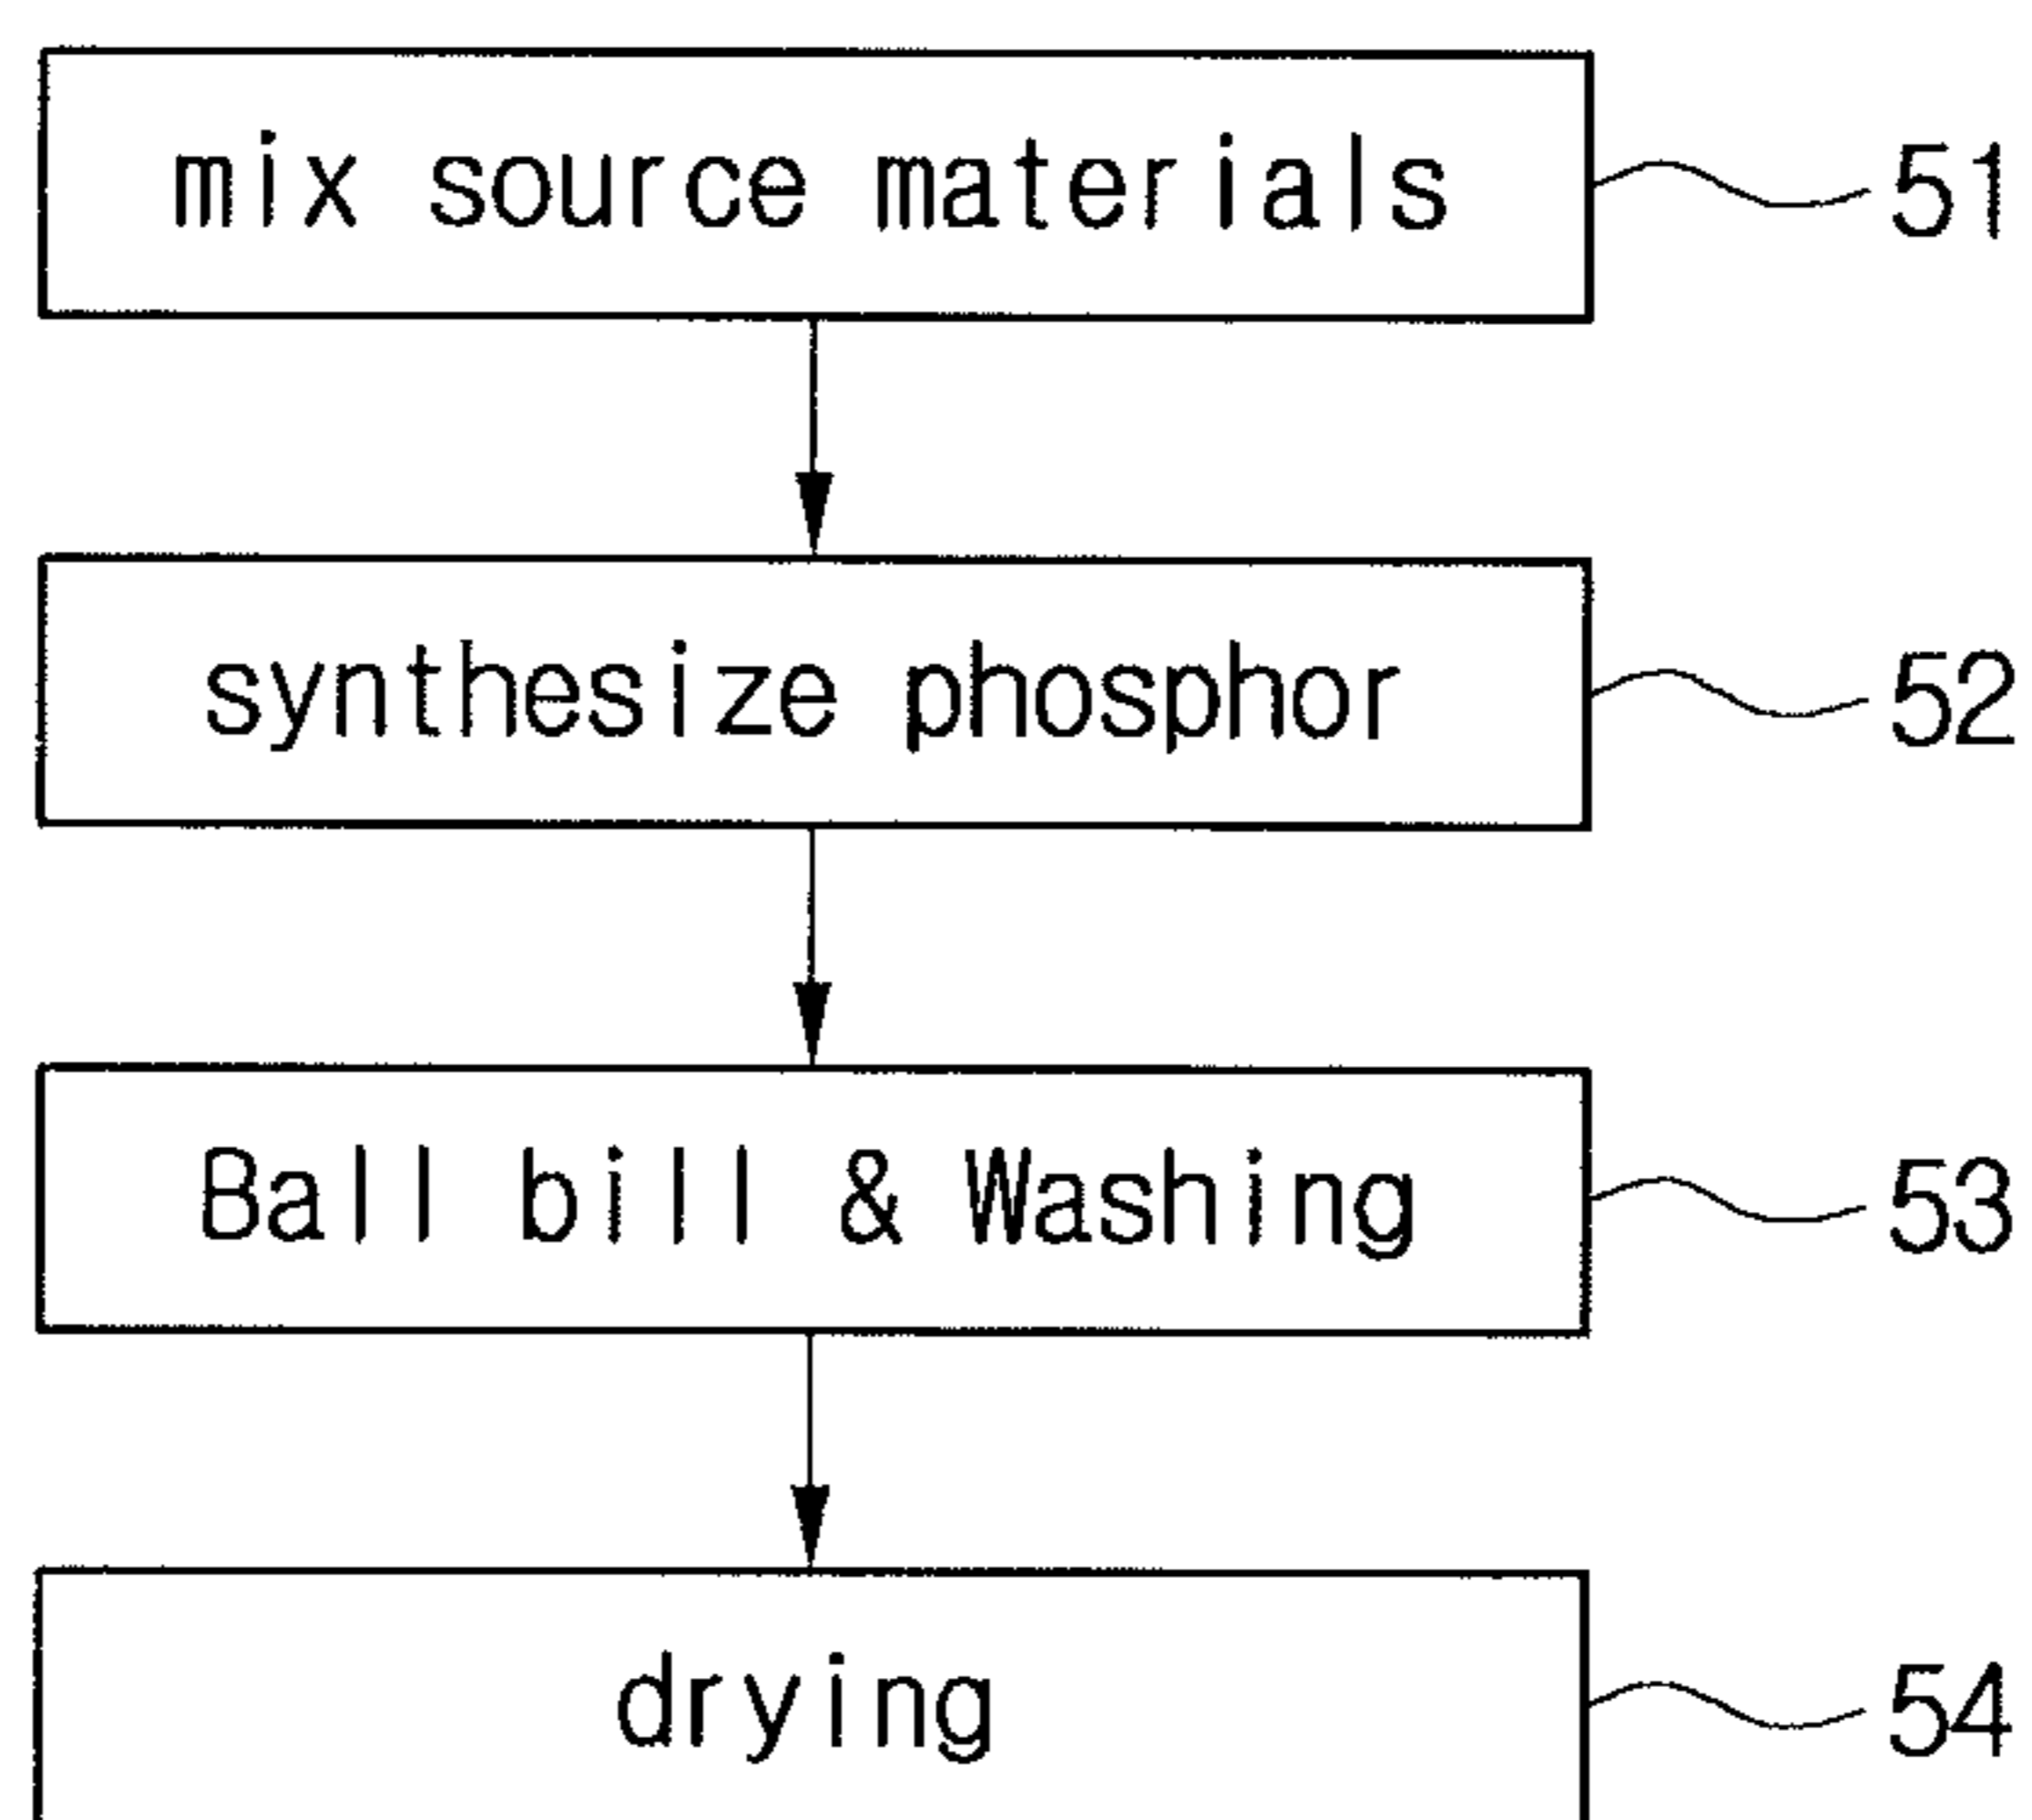 mix source materials 51
synthesize phosphor 52
Ball bill & Washing 53
drying 54